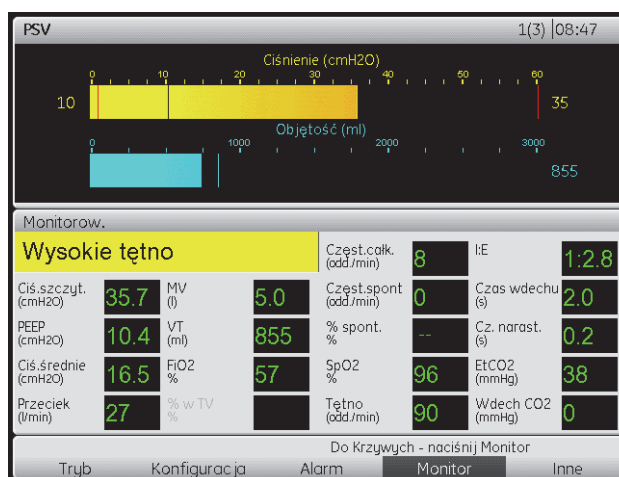 PSV 1(3) |08:47
Ciśnienie (cmH2O)
0 10 20 30 40 50 60
10 35
Objętość (ml)
0 1000 2000 3000
855
Monitorow.
Wysokie tętno
Częst.całk. (odd./min) 8 I:E 1:2.8
Ciś.szczyt. (cmH2O) 35.7 MV (l) 5.0 Częst.spont (odd./min) 0 Czas wdechu (s) 2.0
PEEP (cmH2O) 10.4 VT (ml) 855 % spont. % -- Cz. narast. (s) 0.2
Ciś.średnie (cmH2O) 16.5 FiO2 % 57 SpO2 % 96 EtCO2 (mmHg) 38
Przeciek (l/min) 27 % w TV % Tętno (odd./min) 90 Wdech CO2 (mmHg) 0
Do Krzywych - naciśnij Monitor
Tryb Konfiguracja Alarm Monitor Inne